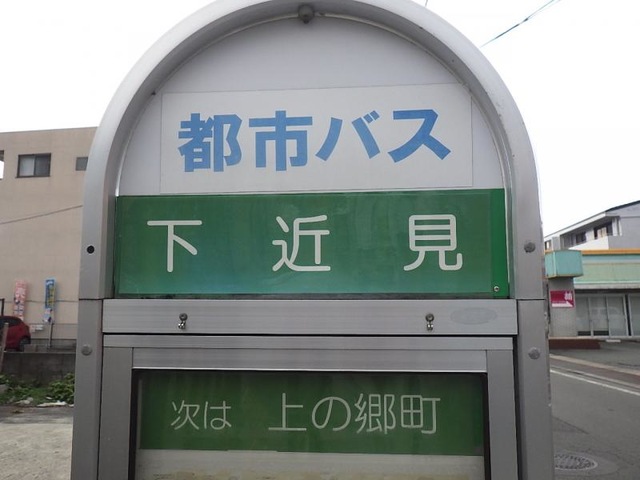 都市バス
下近見
次は 上の郷町